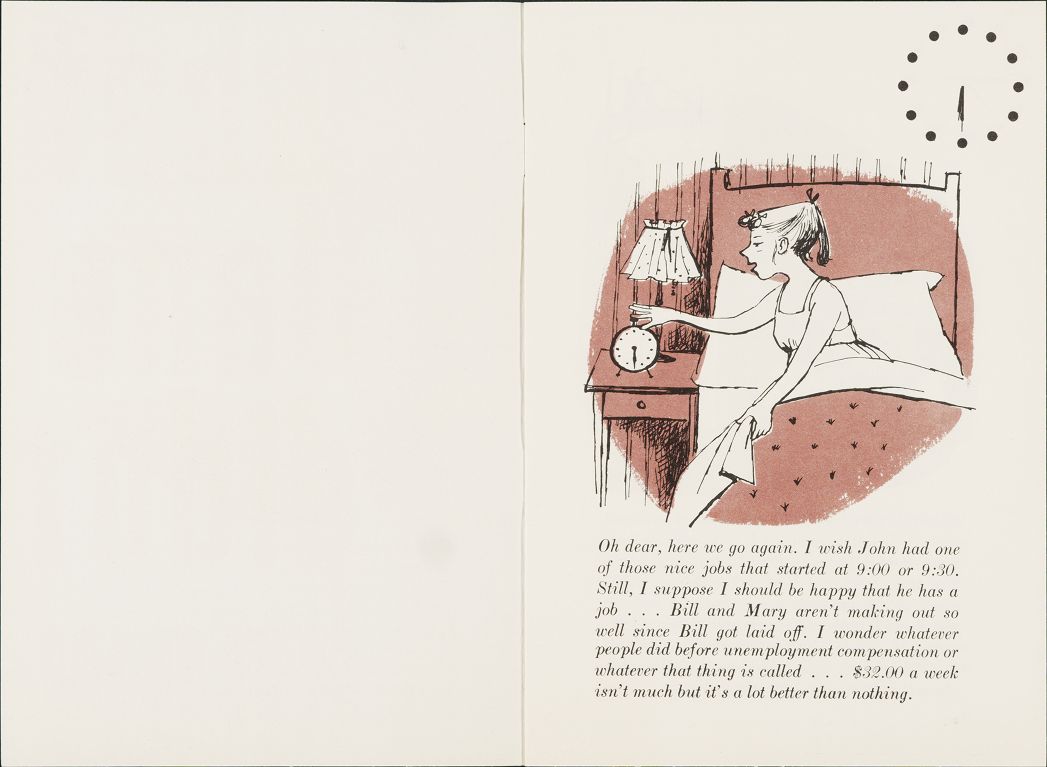 Oh dear, here we go again. I wish John had one
of those nice jobs that started at 9:00 or 9:30.
Still, I suppose I should be happy that he has a
job . . . Bill and Mary aren't making out so
well since Bill got laid off. I wonder whatever
people did before unemployment compensation or
whatever that thing is called . . . $32.00 a week
isn't much but it's a lot better than nothing.